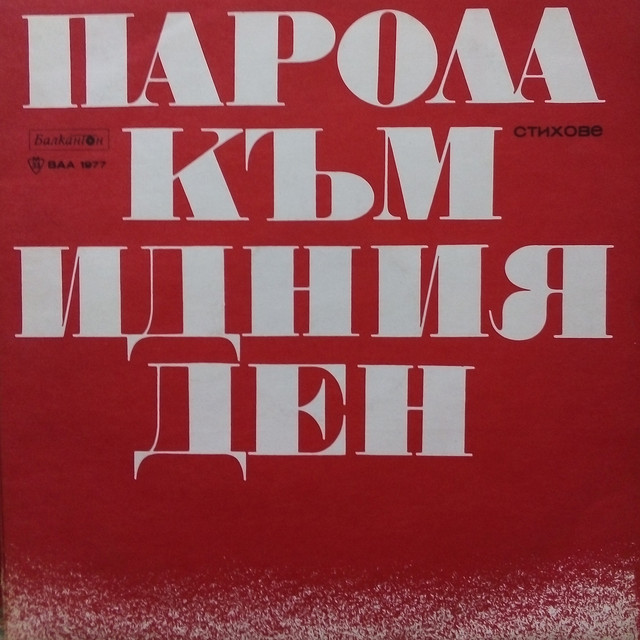 ПАРОЛА
Балкантон
ВАА 1977
КЪМ
стихове
ИДНИЯ
ДЕН